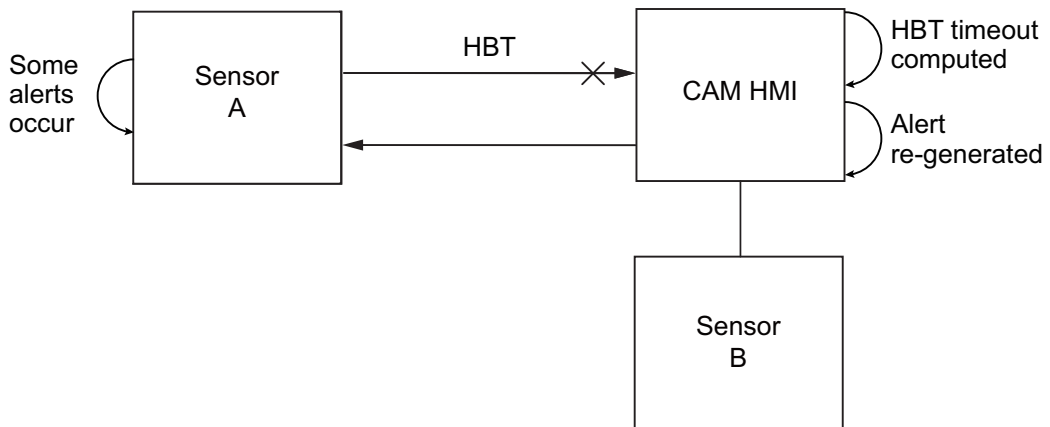 Some
alerts
occur
Sensor
A
HBT
CAM HMI
HBT timeout
computed
Alert
re-generated
Sensor
B